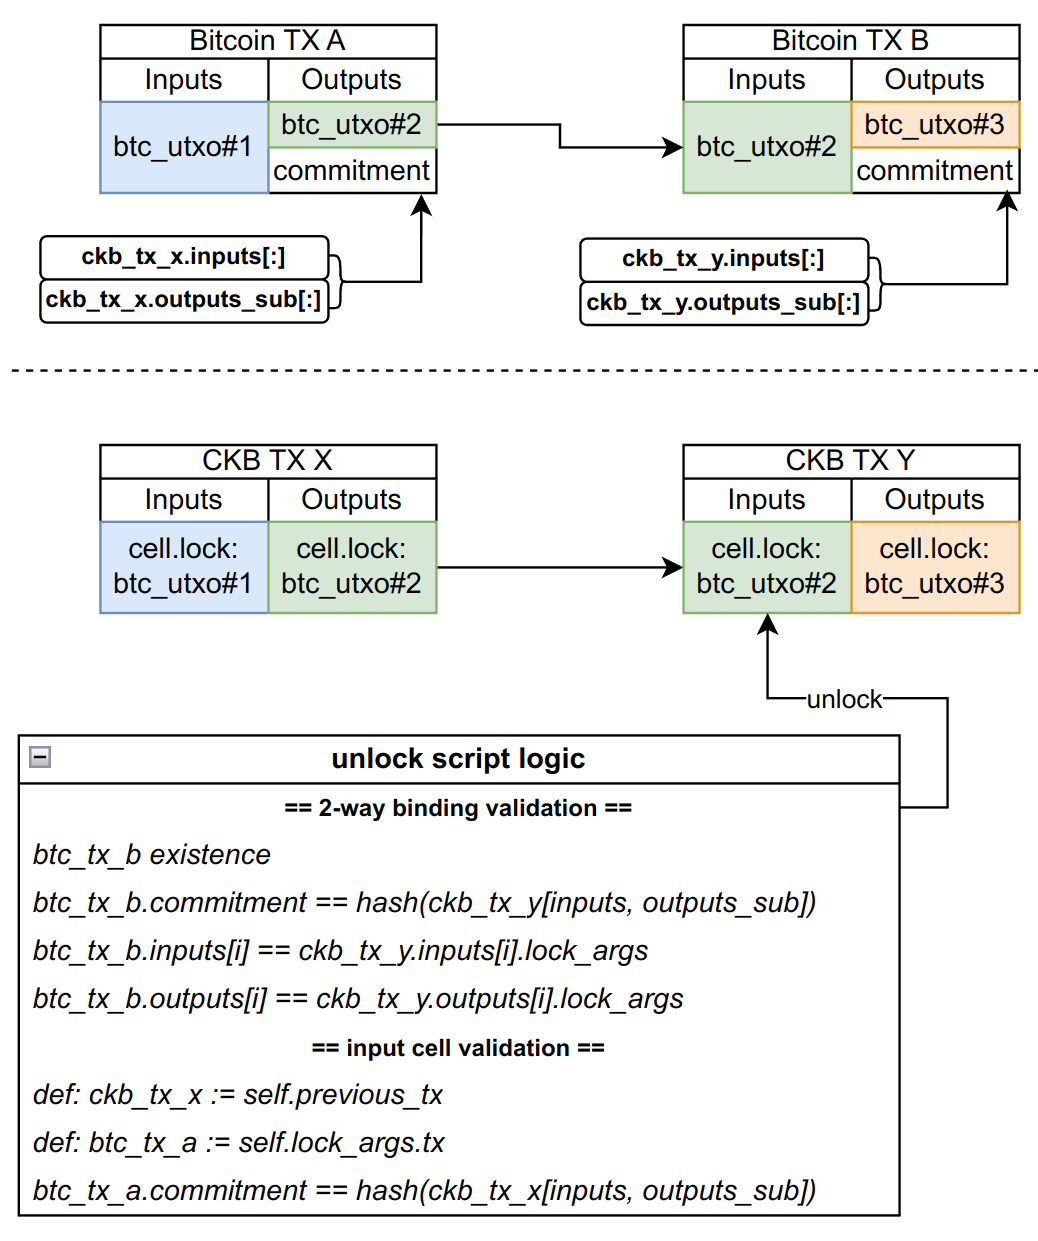 Bitcoin TX A
Inputs
Outputs
btc_utxo#1
btc_utxo#2
commitment
ckb_tx_x.inputs[:]
ckb_tx_x.outputs_sub[:]
Bitcoin TX B
Inputs
Outputs
btc_utxo#2
btc_utxo#3
commitment
ckb_tx_y.inputs[:]
ckb_tx_y.outputs_sub[:]
CKB TX X
Inputs
Outputs
cell.lock:
btc_utxo#1
cell.lock:
btc_utxo#2
CKB TX Y
Inputs
Outputs
cell.lock:
btc_utxo#2
cell.lock:
btc_utxo#3
unlock
unlock script logic
== 2-way binding validation ==
btc_tx_b existence
btc_tx_b.commitment == hash(ckb_tx_y[inputs, outputs_sub])
btc_tx_b.inputs[i] == ckb_tx_y.inputs[i].lock_args
btc_tx_b.outputs[i] == ckb_tx_y.outputs[i].lock_args
== input cell validation ==
def: ckb_tx_x := self.previous_tx
def: btc_tx_a := self.lock_args.tx
btc_tx_a.commitment == hash(ckb_tx_x[inputs, outputs_sub])